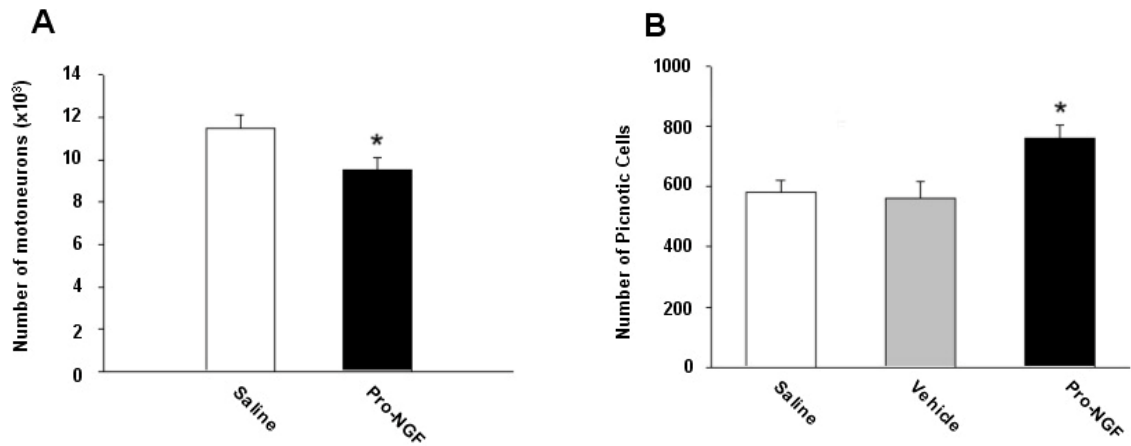 A
Number of motoneurons (x10³)
14
12
10
8
6
4
2
0
*
Saline
Pro-NGF
B
Number of Picnotic Cells
1000
800
600
400
200
0
*
Saline
Vehicle
Pro-NGF